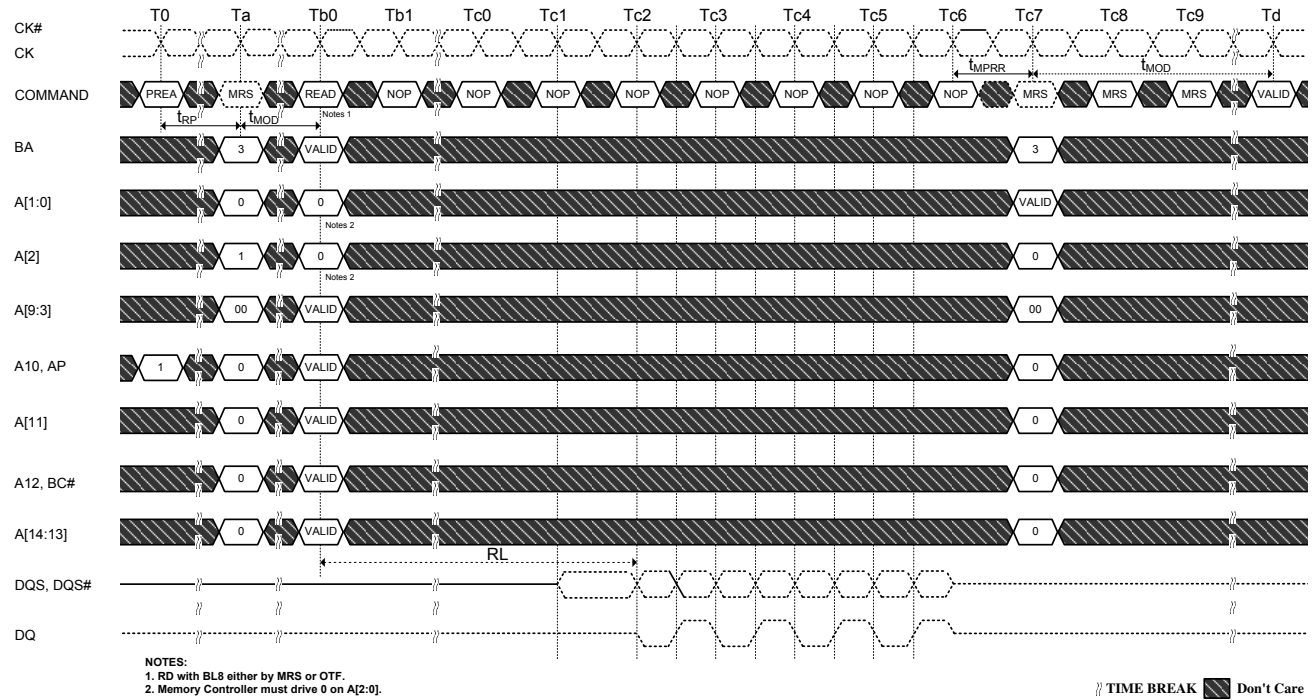 T0 Ta Tb0 Tb1 Tc0 Tc1 Tc2 Tc3 Tc4 Tc5 Tc6 Tc7 Tc8 Tc9 Td
CK#
CK
tMPRR tMOD
COMMAND PREA MRS READ NOP NOP NOP NOP NOP NOP NOP NOP MRS MRS MRS VALID
tRP tMOD Notes 1
BA 3 VALID 3
A[1:0] 0 0 VALID
Notes 2
A[2] 1 0 0
Notes 2
A[9:3] 00 VALID 00
A10, AP 1 0 VALID 0
A[11] 0 VALID 0
A12, BC# 0 VALID 0
A[14:13] 0 VALID 0
RL
DQS, DQS#
DQ
NOTES:
1. RD with BL8 either by MRS or OTF.
2. Memory Controller must drive 0 on A[2:0].
TIME BREAK Don't Care